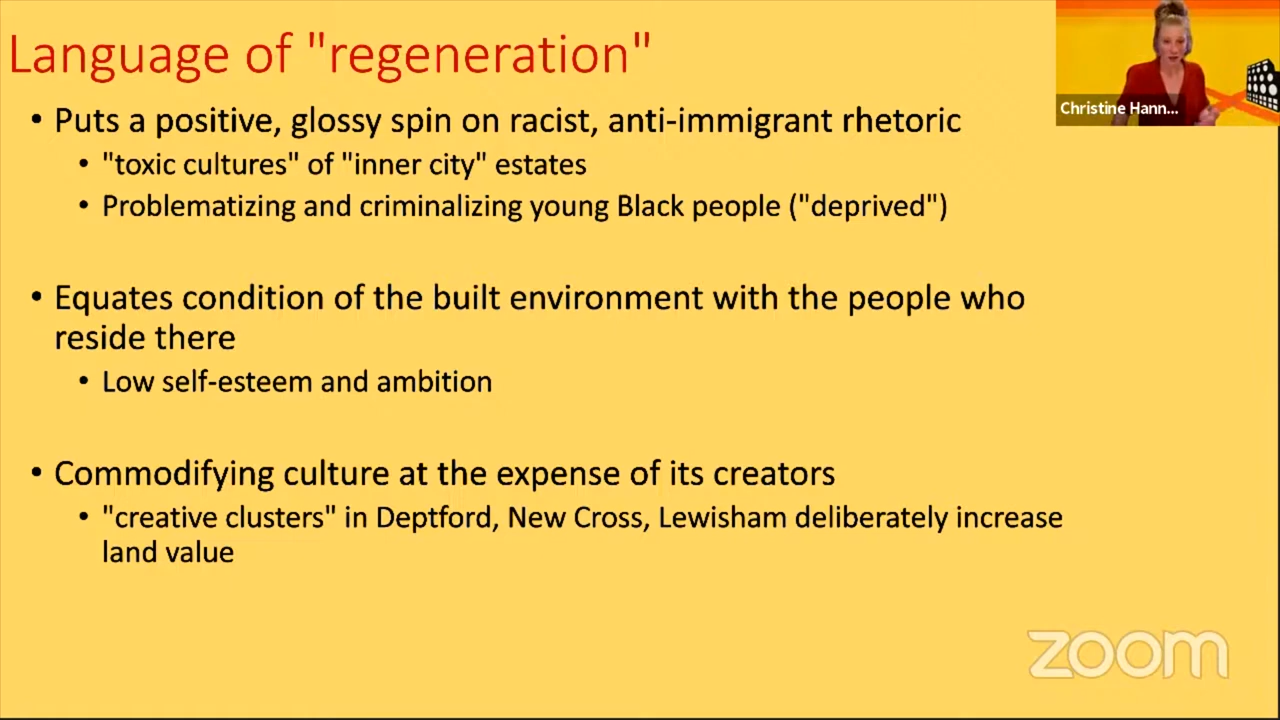 Language of "regeneration"
• Puts a positive, glossy spin on racist, anti-immigrant rhetoric
• "toxic cultures" of "inner city" estates
• Problematizing and criminalizing young Black people ("deprived")
• Equates condition of the built environment with the people who
reside there
• Low self-esteem and ambition
• Commodifying culture at the expense of its creators
• "creative clusters" in Deptford, New Cross, Lewisham deliberately increase
land value
Christine Hann...
zoom